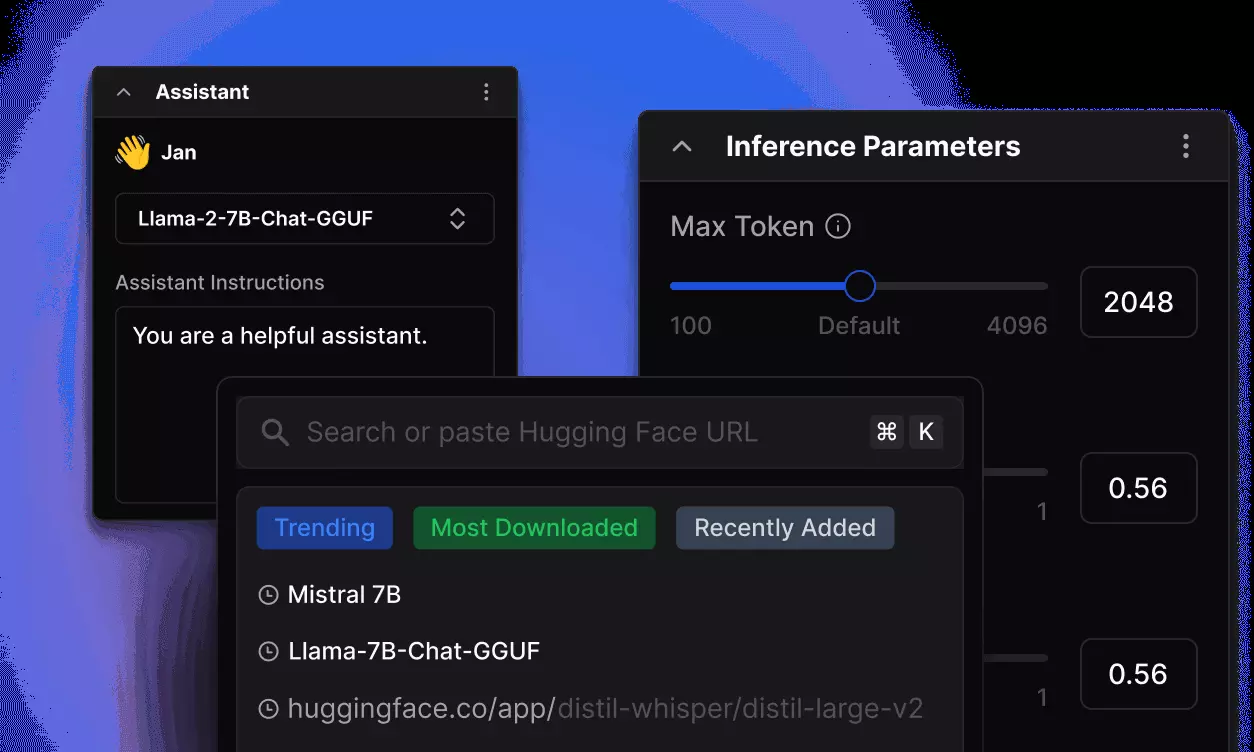 Assistant
Jan
Llama-2-7B-Chat-GGUF
Assistant Instructions
You are a helpful assistant.
Inference Parameters
Max Token
100 Default 4096
2048
0.56
1
0.56
1
Search or paste Hugging Face URL
⌘ K
Trending Most Downloaded Recently Added
Mistral 7B
Llama-7B-Chat-GGUF
huggingface.co/app/distil-whisper/distil-large-v2